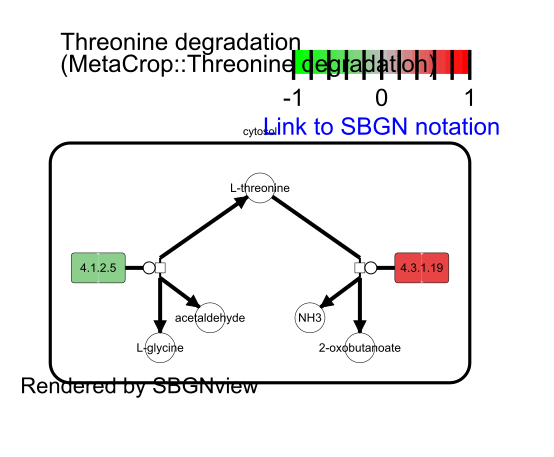 Threonine degradation
(MetaCrop::Threonine degradation)
-1 0 1
Link to SBGN notation
cytosol
L-threonine
4.1.2.5
4.3.1.19
acetaldehyde
NH3
L-glycine
2-oxobutanoate
Rendered by SBGNview